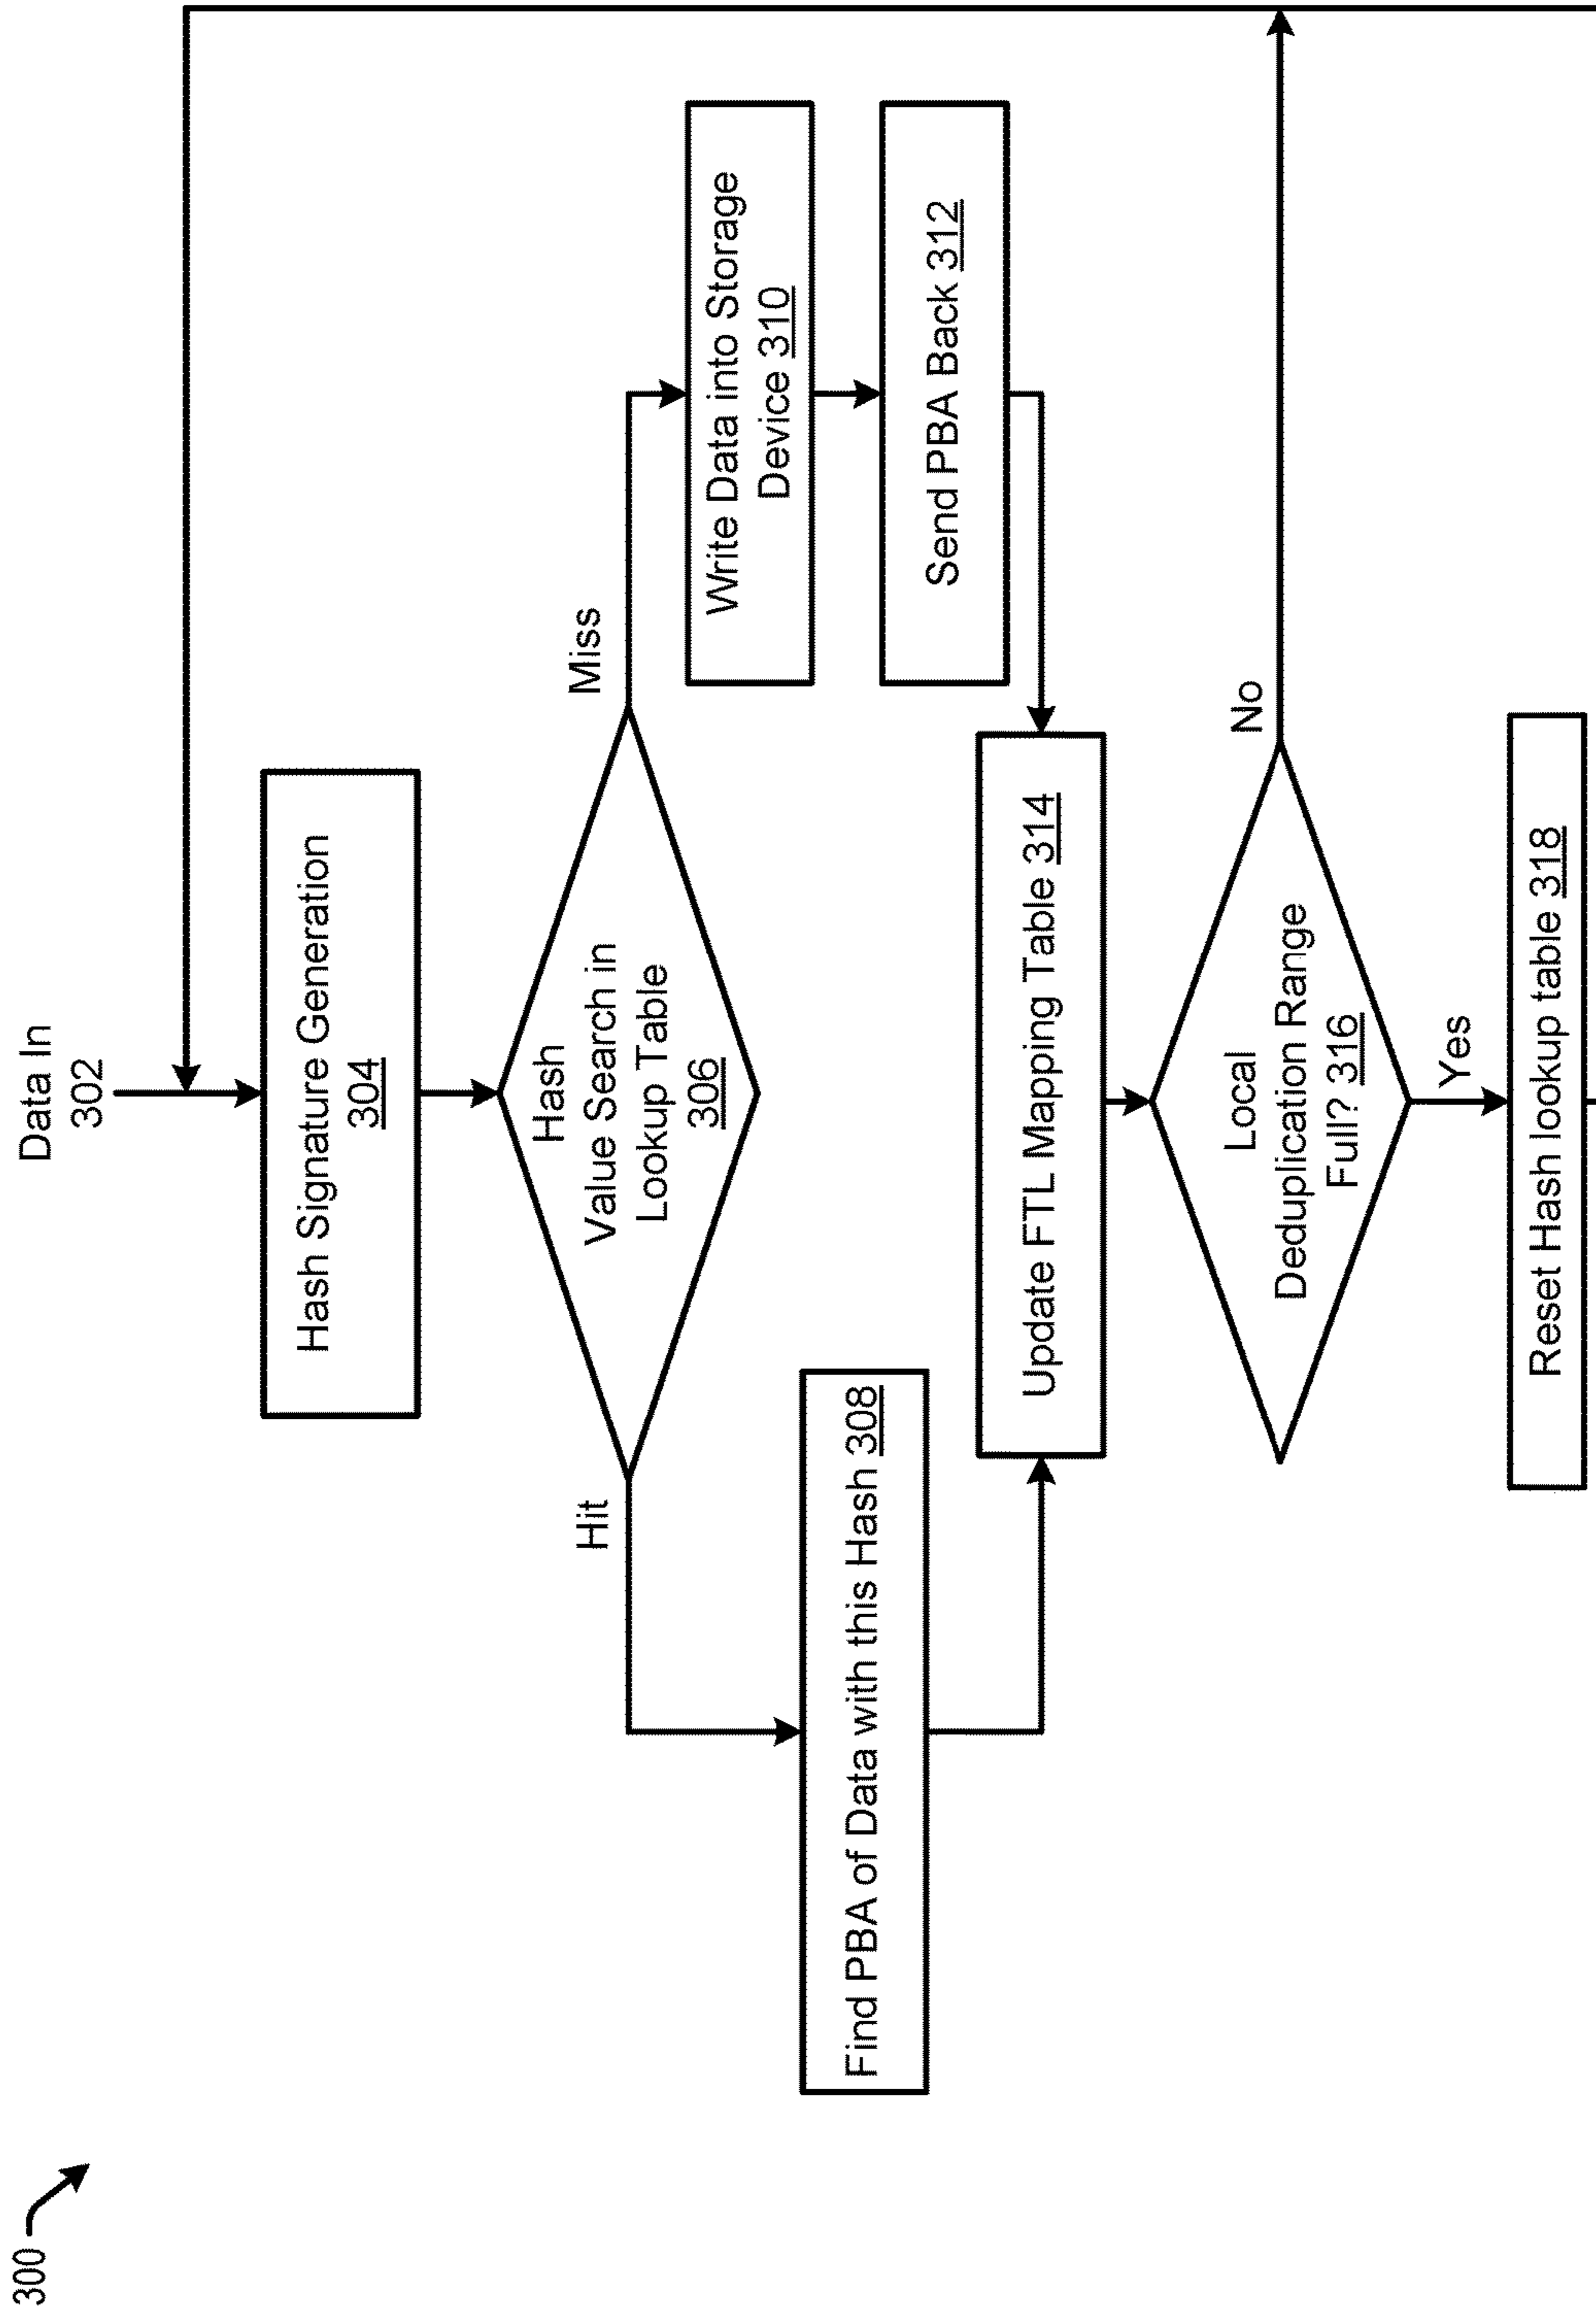 300
Data In
302
Hash Signature Generation
304
Hash
Value Search in
Lookup Table
306
Hit
Miss
Find PBA of Data with this Hash 308
Write Data into Storage
Device 310
Send PBA Back 312
Update FTL Mapping Table 314
Local
Deduplication Range
Full? 316
No
Yes
Reset Hash lookup table 318